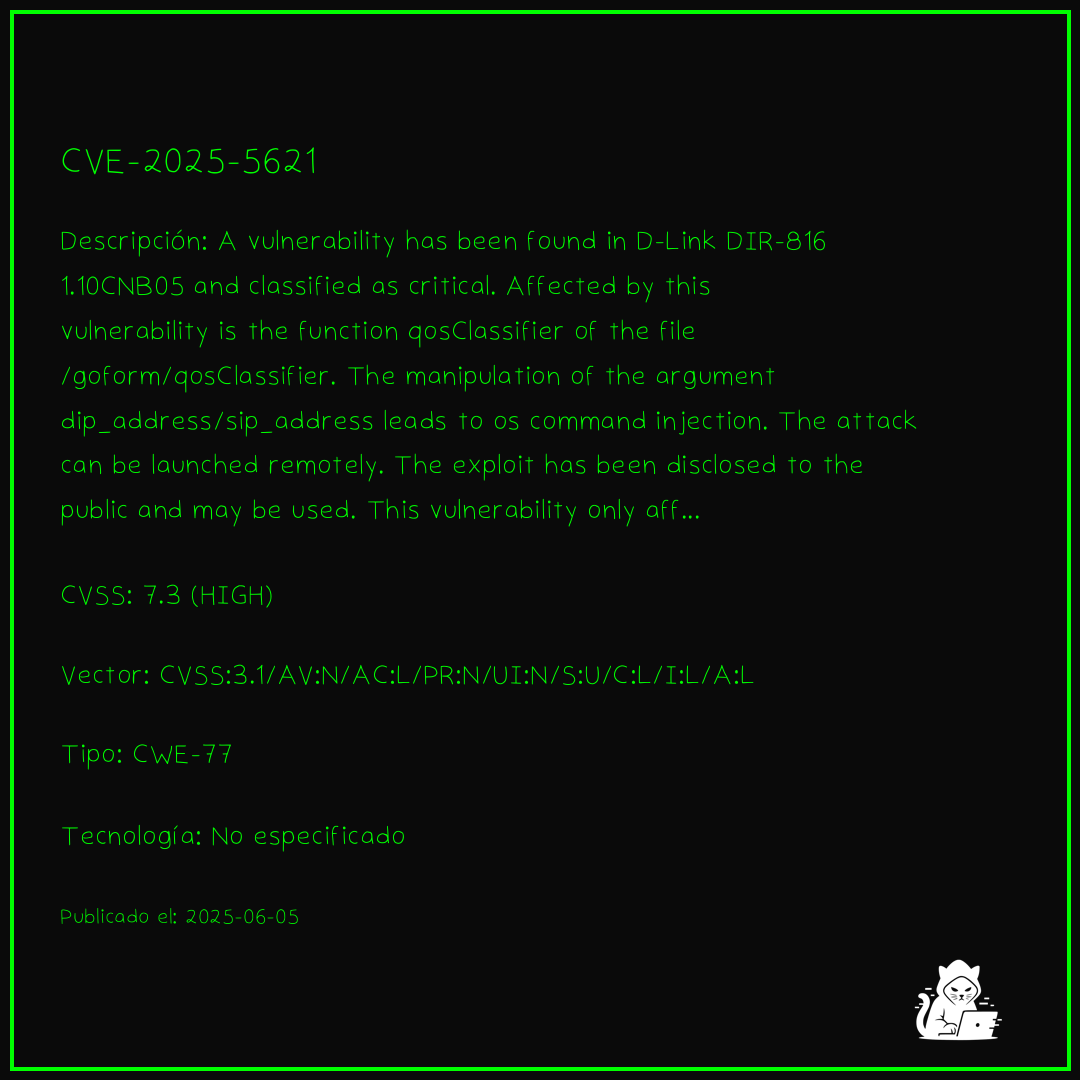 CVE-2025-5621
Descripción: A vulnerability has been found in D-Link DIR-816
1.10CNB05 and classified as critical. Affected by this
vulnerability is the function qosClassifier of the file
/goform/qosClassifier. The manipulation of the argument
dip_address/sip_address leads to os command injection. The attack
can be launched remotely. The exploit has been disclosed to the
public and may be used. This vulnerability only aff...
CVSS: 7.3 (HIGH)
Vector: CVSS:3.1/AV:N/AC:L/PR:N/UI:N/S:U/C:L/I:L/A:L
Tipo: CWE-77
Tecnología: No especificado
Publicado el: 2025-06-05